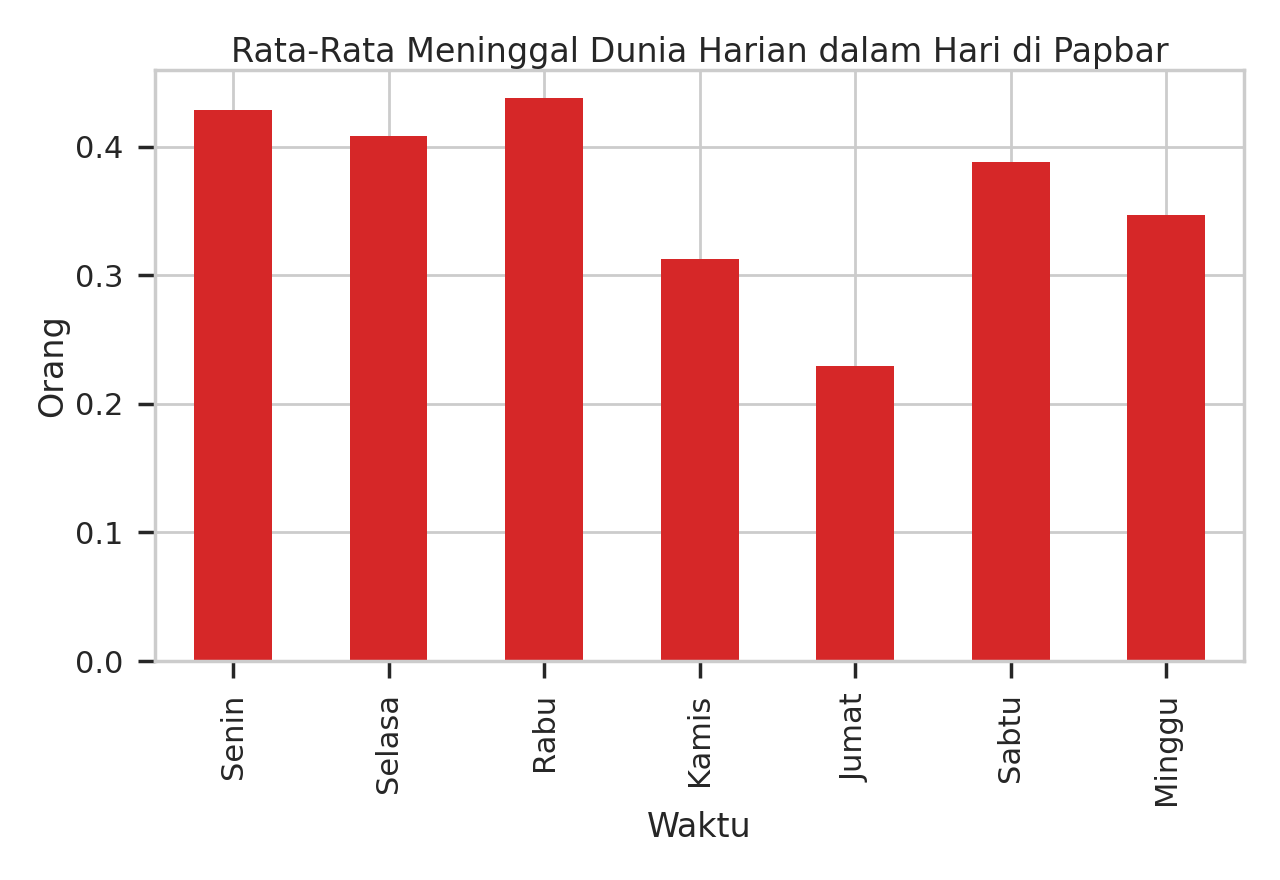 Rata-Rata Meninggal Dunia Harian dalam Hari di Papbar
Orang
0.4
0.3
0.2
0.1
0.0
Senin
Selasa
Rabu
Kamis
Jumat
Sabtu
Minggu
Waktu